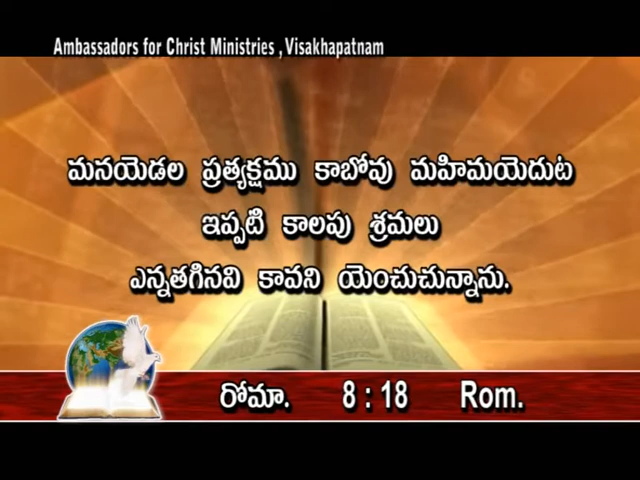 Ambassadors for Christ Ministries , Visakhapatnam
మనయెడల ప్రత్యక్షము కాబోవు మహిమయెదుట
ఇప్పటి కాలపు శ్రమలు
ఎన్నతగినవి కావని యెంచుచున్నాను.
రోమా. 8 : 18 Rom.